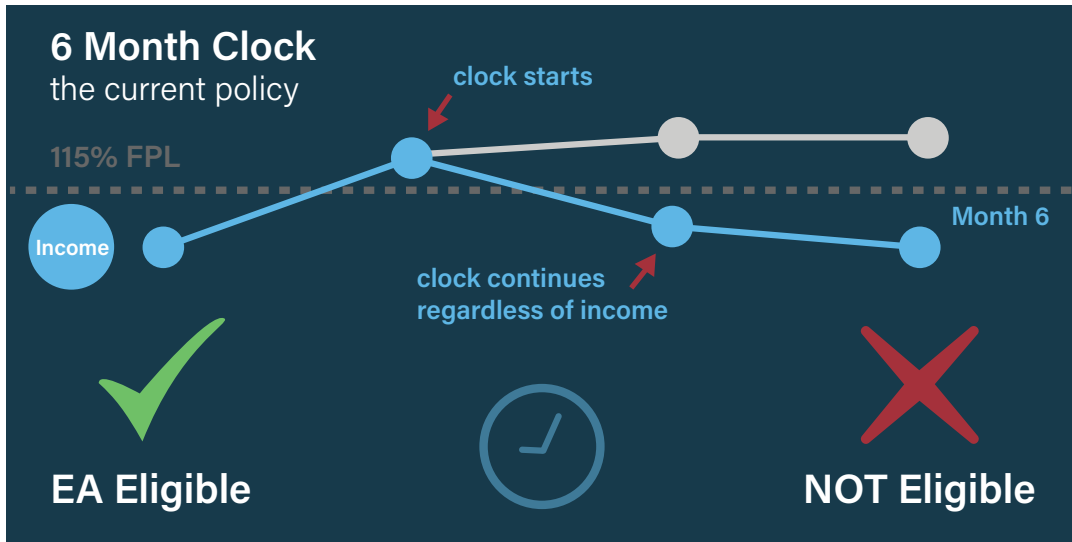 6 Month Clock
the current policy
clock starts
115% FPL
Income
Month 6
clock continues
regardless of income
EA Eligible
NOT Eligible